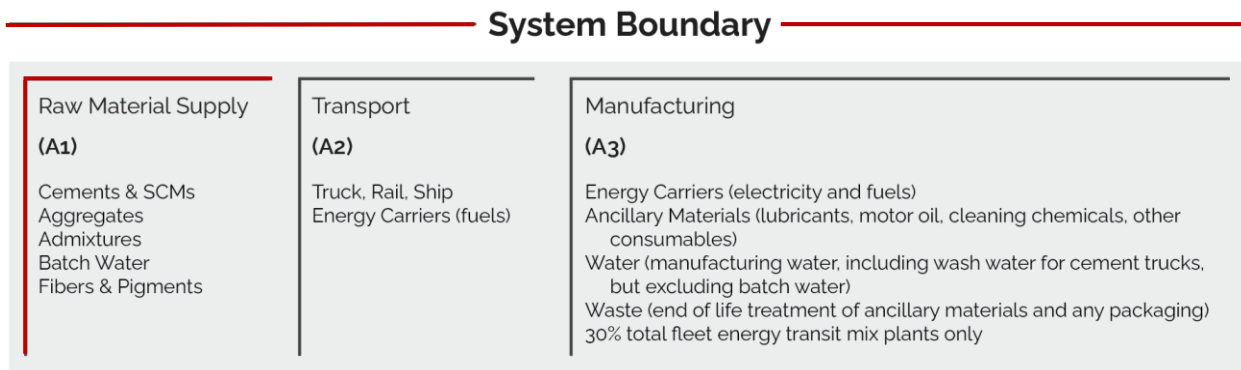 System Boundary
Raw Material Supply
(A1)
Cements & SCMs
Aggregates
Admixtures
Batch Water
Fibers & Pigments
Transport
(A2)
Truck, Rail, Ship
Energy Carriers (fuels)
Manufacturing
(A3)
Energy Carriers (electricity and fuels)
Ancillary Materials (lubricants, motor oil, cleaning chemicals, other
consumables)
Water (manufacturing water, including wash water for cement trucks,
but excluding batch water)
Waste (end of life treatment of ancillary materials and any packaging)
30% total fleet energy transit mix plants only